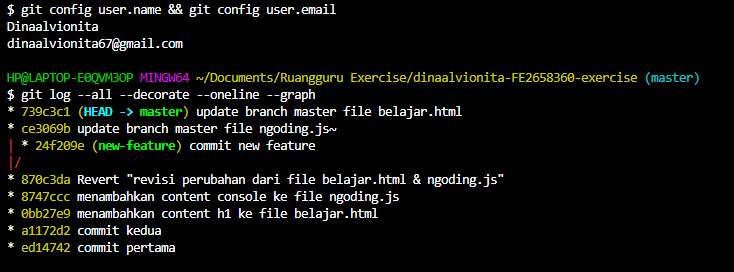 $ git config user.name && git config user.email
Dinaalvionita
dinaalvionita67@gmail.com
HP@LAPTOP-E0QVM3OP MINGW64 ~/Documents/Ruangguru Exercise/dinaalvionita-FE2658360-exercise (master)
$ git log --all --decorate --oneline --graph
* 739c3c1 (HEAD -> master) update branch master file belajar.html
* ce3069b update branch master file ngoding.js~
| * 24f209e (new-feature) commit new feature
|/
* 870c3da Revert "revisi perubahan dari file belajar.html & ngoding.js"
* 8747ccc menambahkan content console ke file ngoding.js
* 0bb27e9 menambahkan content h1 ke file belajar.html
* a1172d2 commit kedua
* ed14742 commit pertama